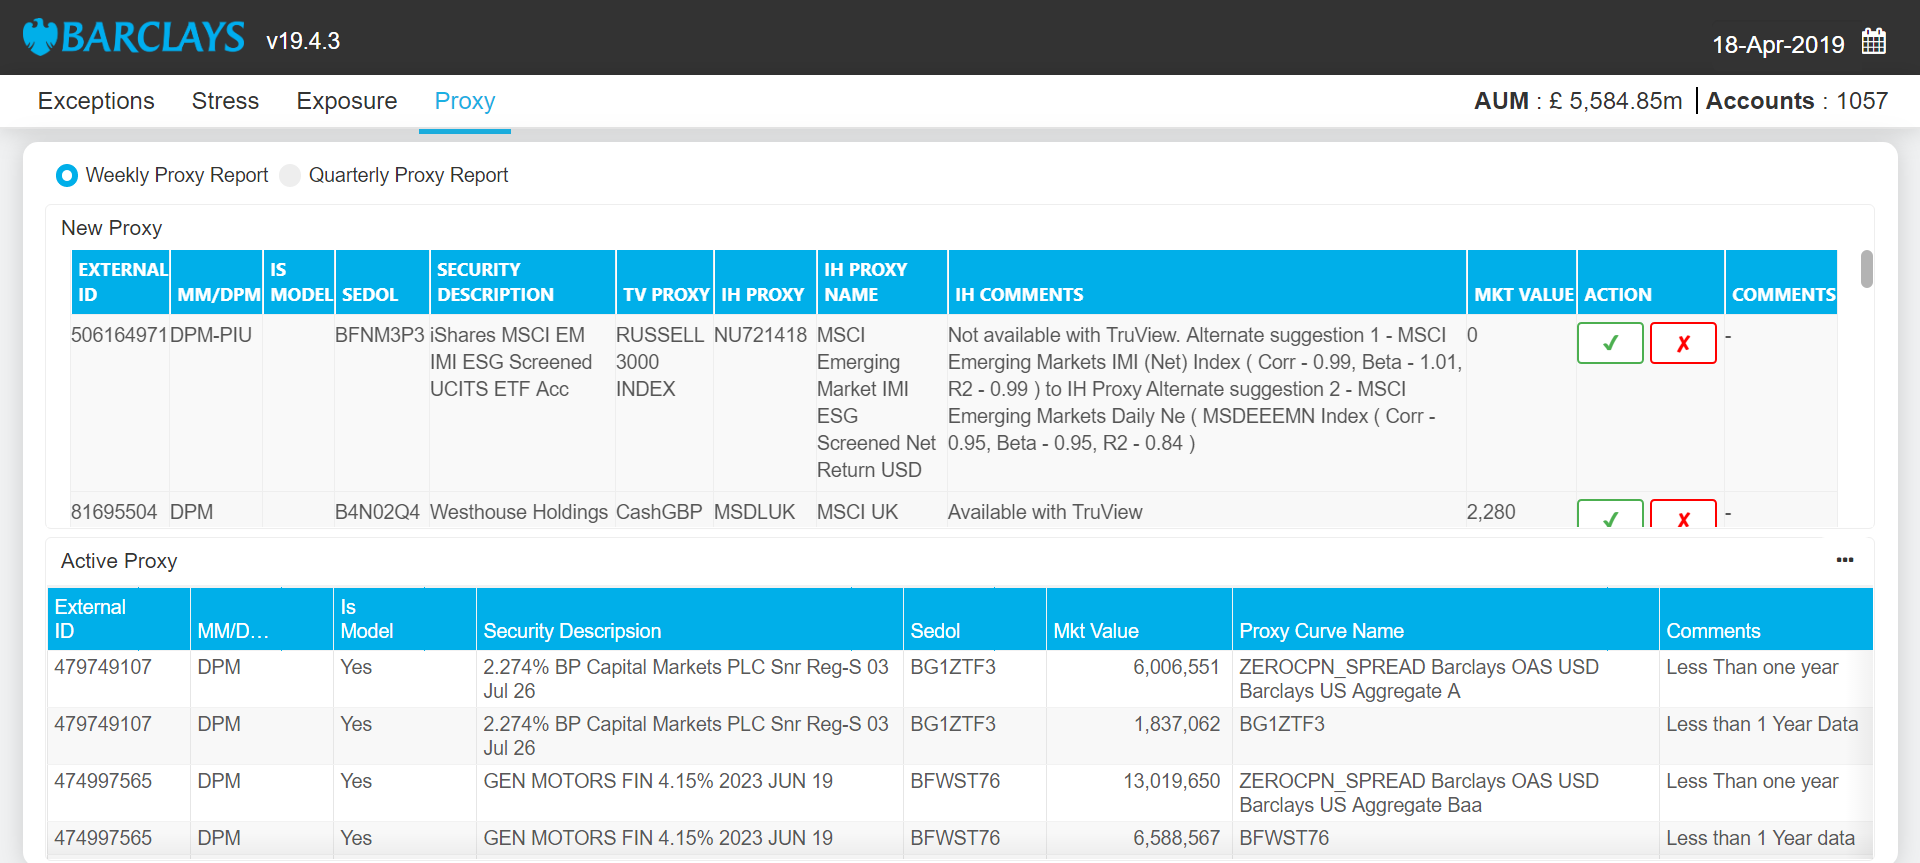 BARCLAYS v19.4.3 18-Apr-2019
Exceptions Stress Exposure Proxy AUM : £ 5,584.85m | Accounts : 1057
Weekly Proxy Report Quarterly Proxy Report
New Proxy
EXTERNAL ID MM/DPM IS MODEL SEDOL SECURITY DESCRIPTION TV PROXY IH PROXY IH PROXY NAME IH COMMENTS MKT VALUE ACTION COMMENTS
506164971 DPM-PIU BFNM3P3 iShares MSCI EM RUSSELL NU721418 MSCI Not available with TruView. Alternate suggestion 1 - MSCI 0 ✓ ✗ -
IMI ESG Screened 3000 Emerging Emerging Markets IMI (Net) Index ( Corr - 0.99, Beta - 1.01,
UCITS ETF Acc INDEX Market IMI R2 - 0.99 ) to IH Proxy Alternate suggestion 2 - MSCI
ESG Emerging Markets Daily Ne ( MSDEEEMN Index ( Corr -
Screened Net 0.95, Beta - 0.95, R2 - 0.84 )
Return USD
81695504 DPM B4N02Q4 Westhouse Holdings CashGBP MSDLUK MSCI UK Available with TruView 2,280 ✓ ✗ -
Active Proxy ...
External ID MM/D... Is Model Security Descripsion Sedol Mkt Value Proxy Curve Name Comments
479749107 DPM Yes 2.274% BP Capital Markets PLC Snr Reg-S 03 BG1ZTF3 6,006,551 ZEROCPN_SPREAD Barclays OAS USD Less Than one year
Jul 26 Barclays US Aggregate A
479749107 DPM Yes 2.274% BP Capital Markets PLC Snr Reg-S 03 BG1ZTF3 1,837,062 BG1ZTF3 Less than 1 Year Data
Jul 26
474997565 DPM Yes GEN MOTORS FIN 4.15% 2023 JUN 19 BFWST76 13,019,650 ZEROCPN_SPREAD Barclays OAS USD Less Than one year
Barclays US Aggregate Baa
474997565 DPM Yes GEN MOTORS FIN 4.15% 2023 JUN 19 BFWST76 6,588,567 BFWST76 Less than 1 Year data